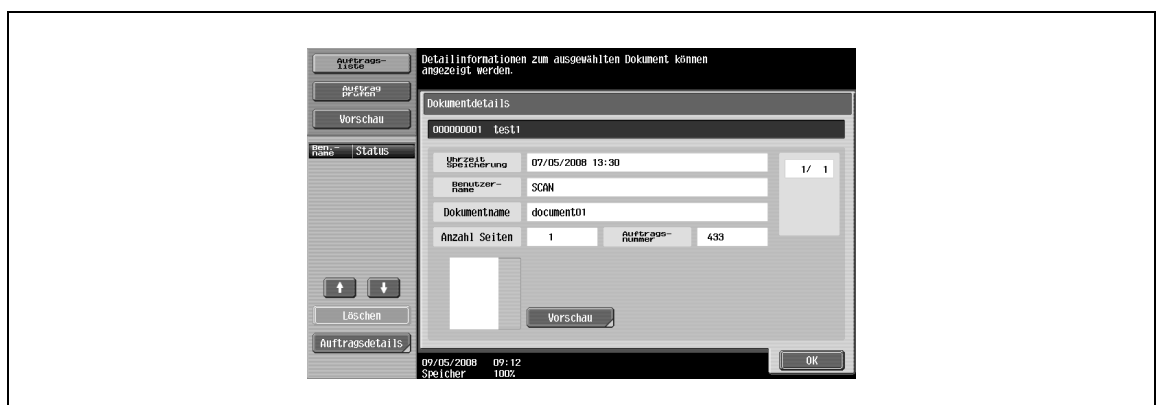 Auftrags-
liste
Auftrag
prüfen
Vorschau
Ben.-
name
Status
Löschen
Auftragsdetails
Detailinformationen zum ausgewählten Dokument können
angezeigt werden.
Dokumentdetails
000000001 test1
Uhrzeit
Speicherung
07/05/2008 13:30
Benutzer-
name
SCAN
Dokumentname
document01
Anzahl Seiten
1
Auftrags-
nummer
433
1/ 1
Vorschau
09/05/2008 09:12
Speicher 100%
OK